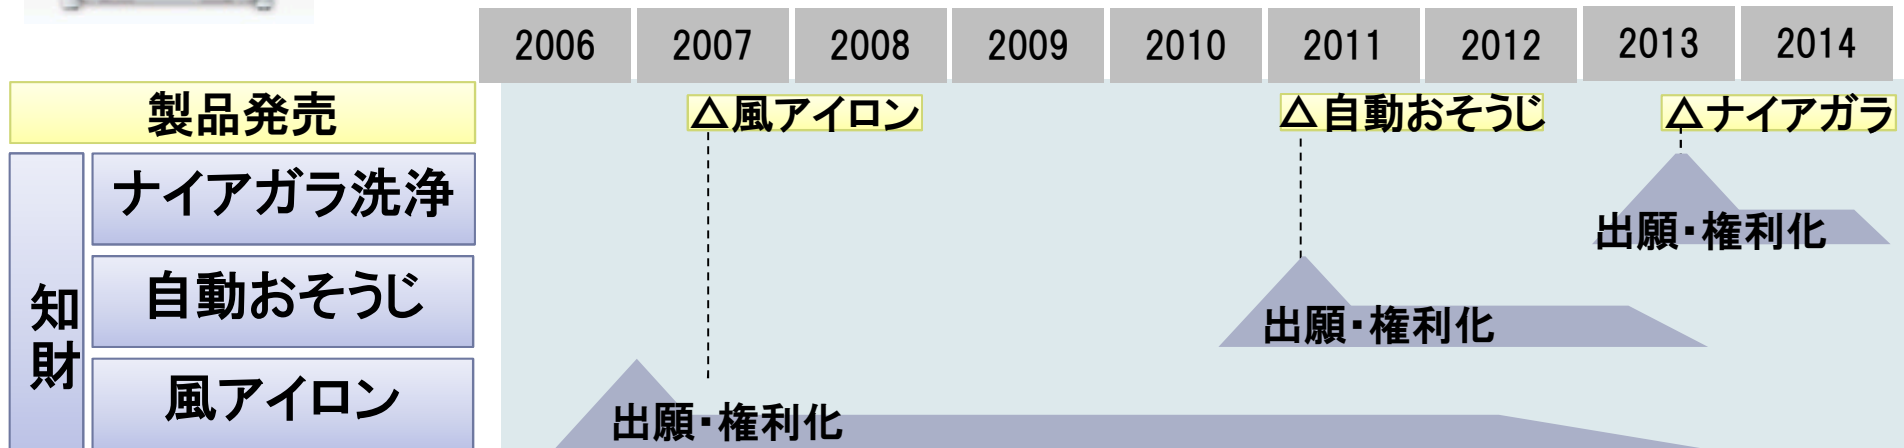 2006 2007 2008 2009 2010 2011 2012 2013 2014
製品発売 △風アイロン △自動おそうじ △ナイアガラ
知財
ナイアガラ洗浄 出願・権利化
自動おそうじ 出願・権利化
風アイロン 出願・権利化